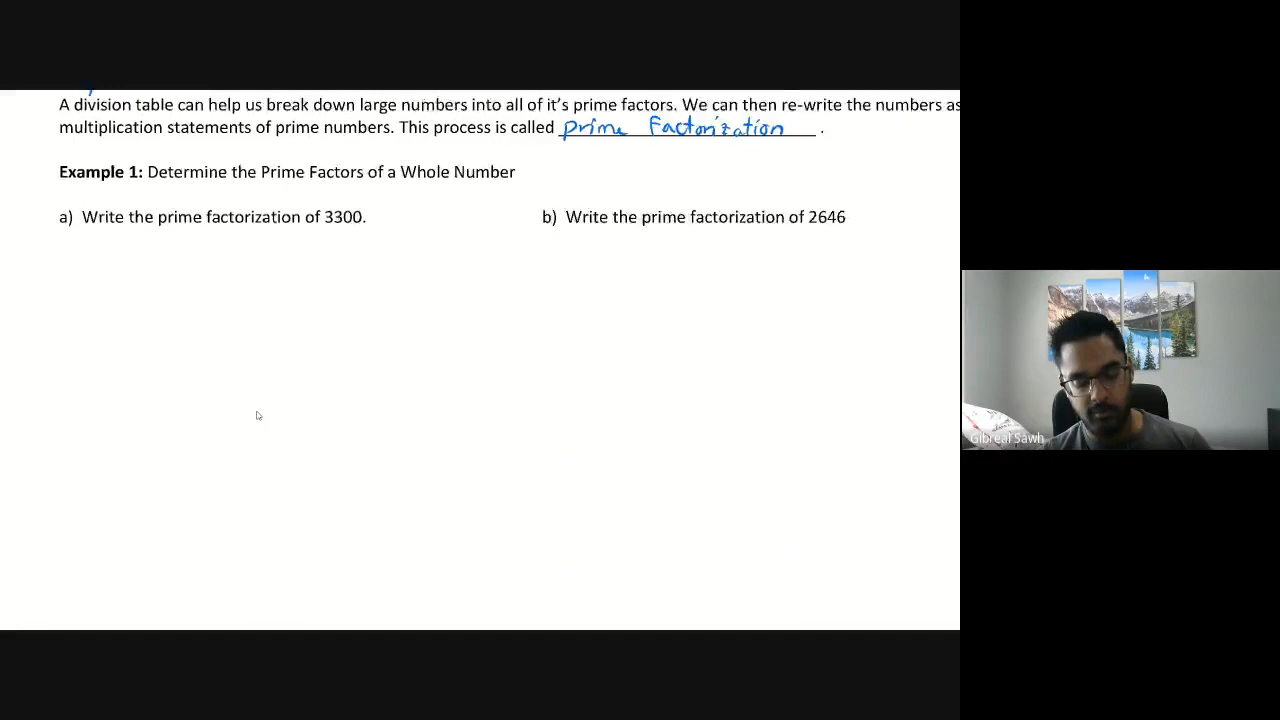 A division table can help us break down large numbers into all of it's prime factors. We can then re-write the numbers as
multiplication statements of prime numbers. This process is called prime factorization .
Example 1: Determine the Prime Factors of a Whole Number
a) Write the prime factorization of 3300.
b) Write the prime factorization of 2646
Gibreal Sawh